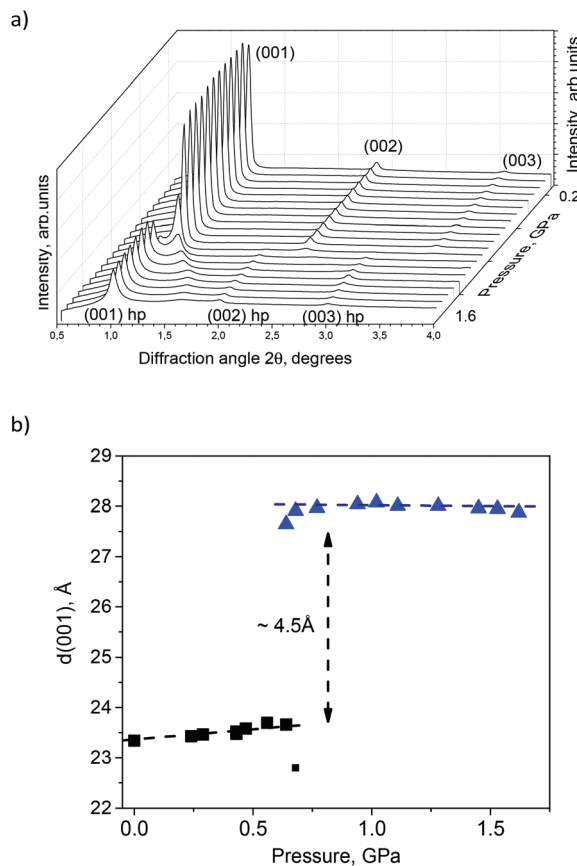 a)
(001)
(002)
(003)
Intensity, arb.units
Intensity, arb.units
0.2
Pressure, GPa
1.6
(001) hp
(002) hp
(003) hp
0,5
1,0
1,5
2,0
2,5
3,0
3,5
4,0
Diffraction angle 2θ, degrees
b)
29
28
27
26
25
24
23
22
d(001), Å
~ 4.5Å
0.0
0.5
1.0
1.5
Pressure, GPa